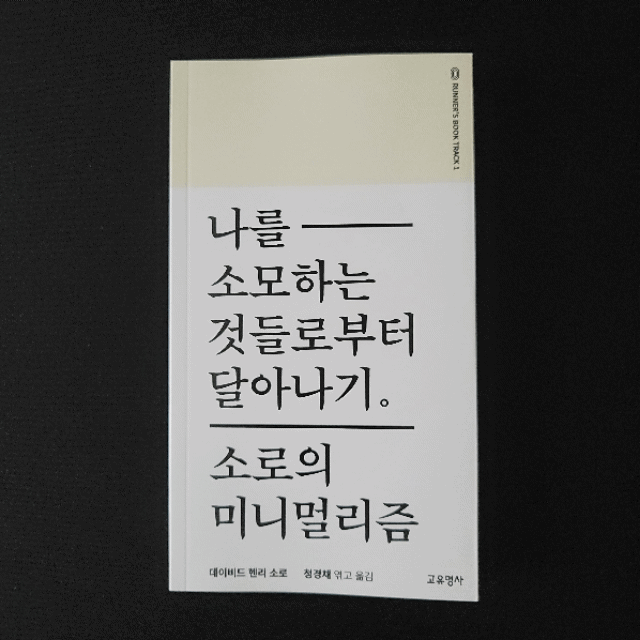 RUNNER'S BOOK TRACK 1
나를
소모하는
것들로부터
달아나기。
소로의
미니멀리즘
데이비드 헨리 소로 정경채 엮고 옮김
고유명사